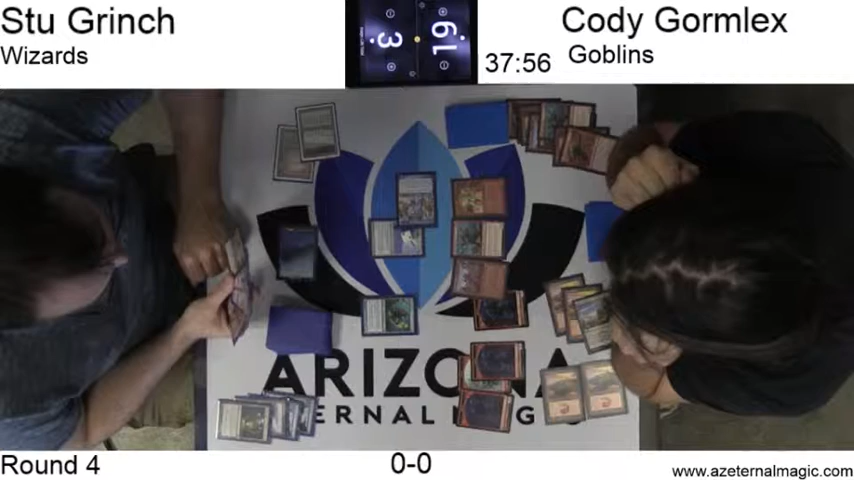 Stu Grinch
Wizards
3
19
37:56
Cody Gormlex
Goblins
ARIZONA
ERNAL MAGIC
Round 4
0-0
www.azeternalmagic.com